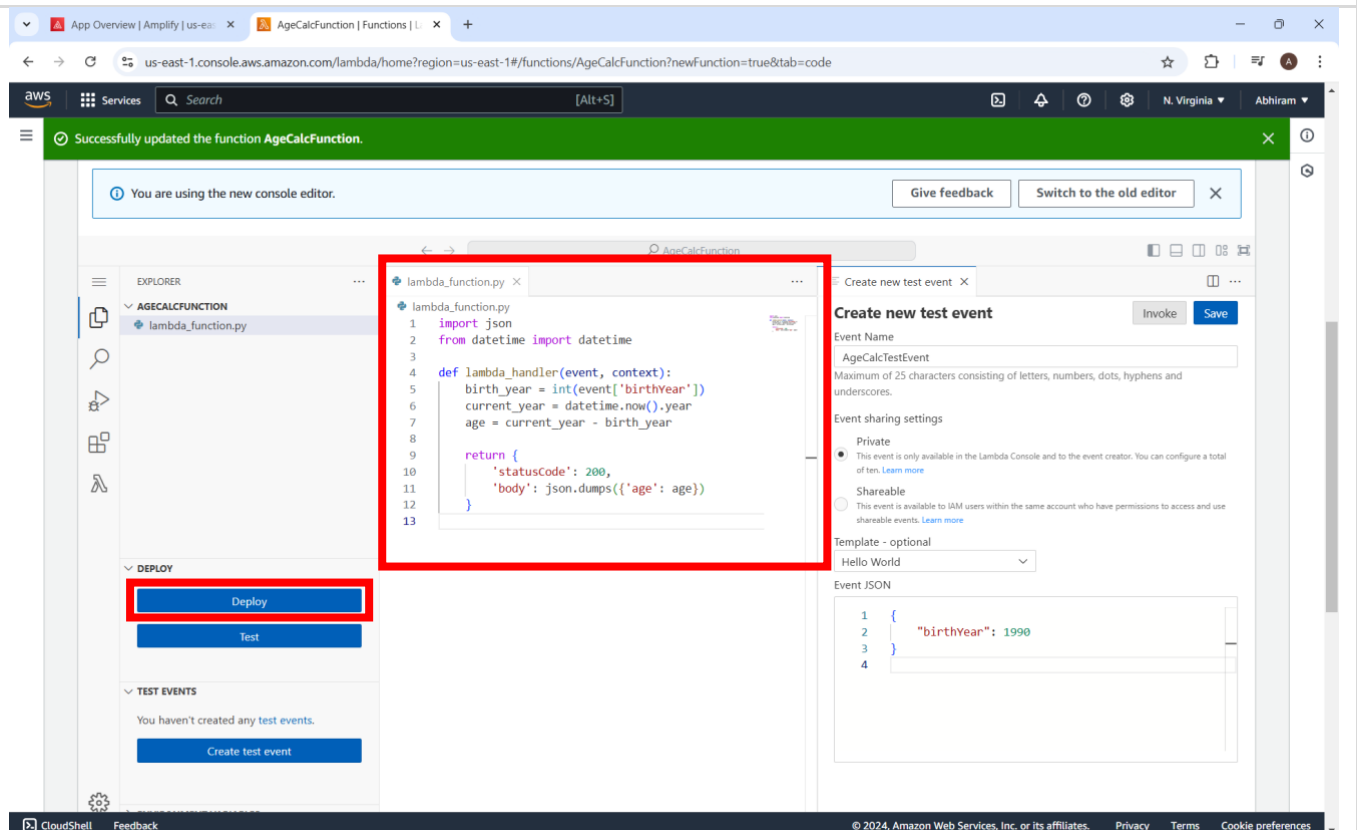 App Overview | Amplify | us-eas
AgeCalcFunction | Functions | L
us-east-1.console.aws.amazon.com/lambda/home?region=us-east-1#/functions/AgeCalcFunction?newFunction=true&tab=code
A
aws
Services
Search
[Alt+S]
N. Virginia
Abhiram
Successfully updated the function AgeCalcFunction.
You are using the new console editor.
Give feedback
Switch to the old editor
AgeCalcFunction
EXPLORER
AGECALCFUNCTION
lambda_function.py
DEPLOY
Deploy
Test
TEST EVENTS
You haven't created any test events.
Create test event
lambda_function.py
lambda_function.py
1 import json
2 from datetime import datetime
3
4 def lambda_handler(event, context):
5 birth_year = int(event['birthYear'])
6 current_year = datetime.now().year
7 age = current_year - birth_year
8
9 return {
10 'statusCode': 200,
11 'body': json.dumps({'age': age})
12 }
13
Create new test event
Create new test event
Invoke
Save
Event Name
AgeCalcTestEvent
Maximum of 25 characters consisting of letters, numbers, dots, hyphens and
underscores.
Event sharing settings
Private
This event is only available in the Lambda Console and to the event creator. You can configure a total
of ten. Learn more
Shareable
This event is available to IAM users within the same account who have permissions to access and use
shareable events. Learn more
Template - optional
Hello World
Event JSON
1 {
2 "birthYear": 1990
3 }
4
CloudShell
Feedback
© 2024, Amazon Web Services, Inc. or its affiliates.
Privacy
Terms
Cookie preferences